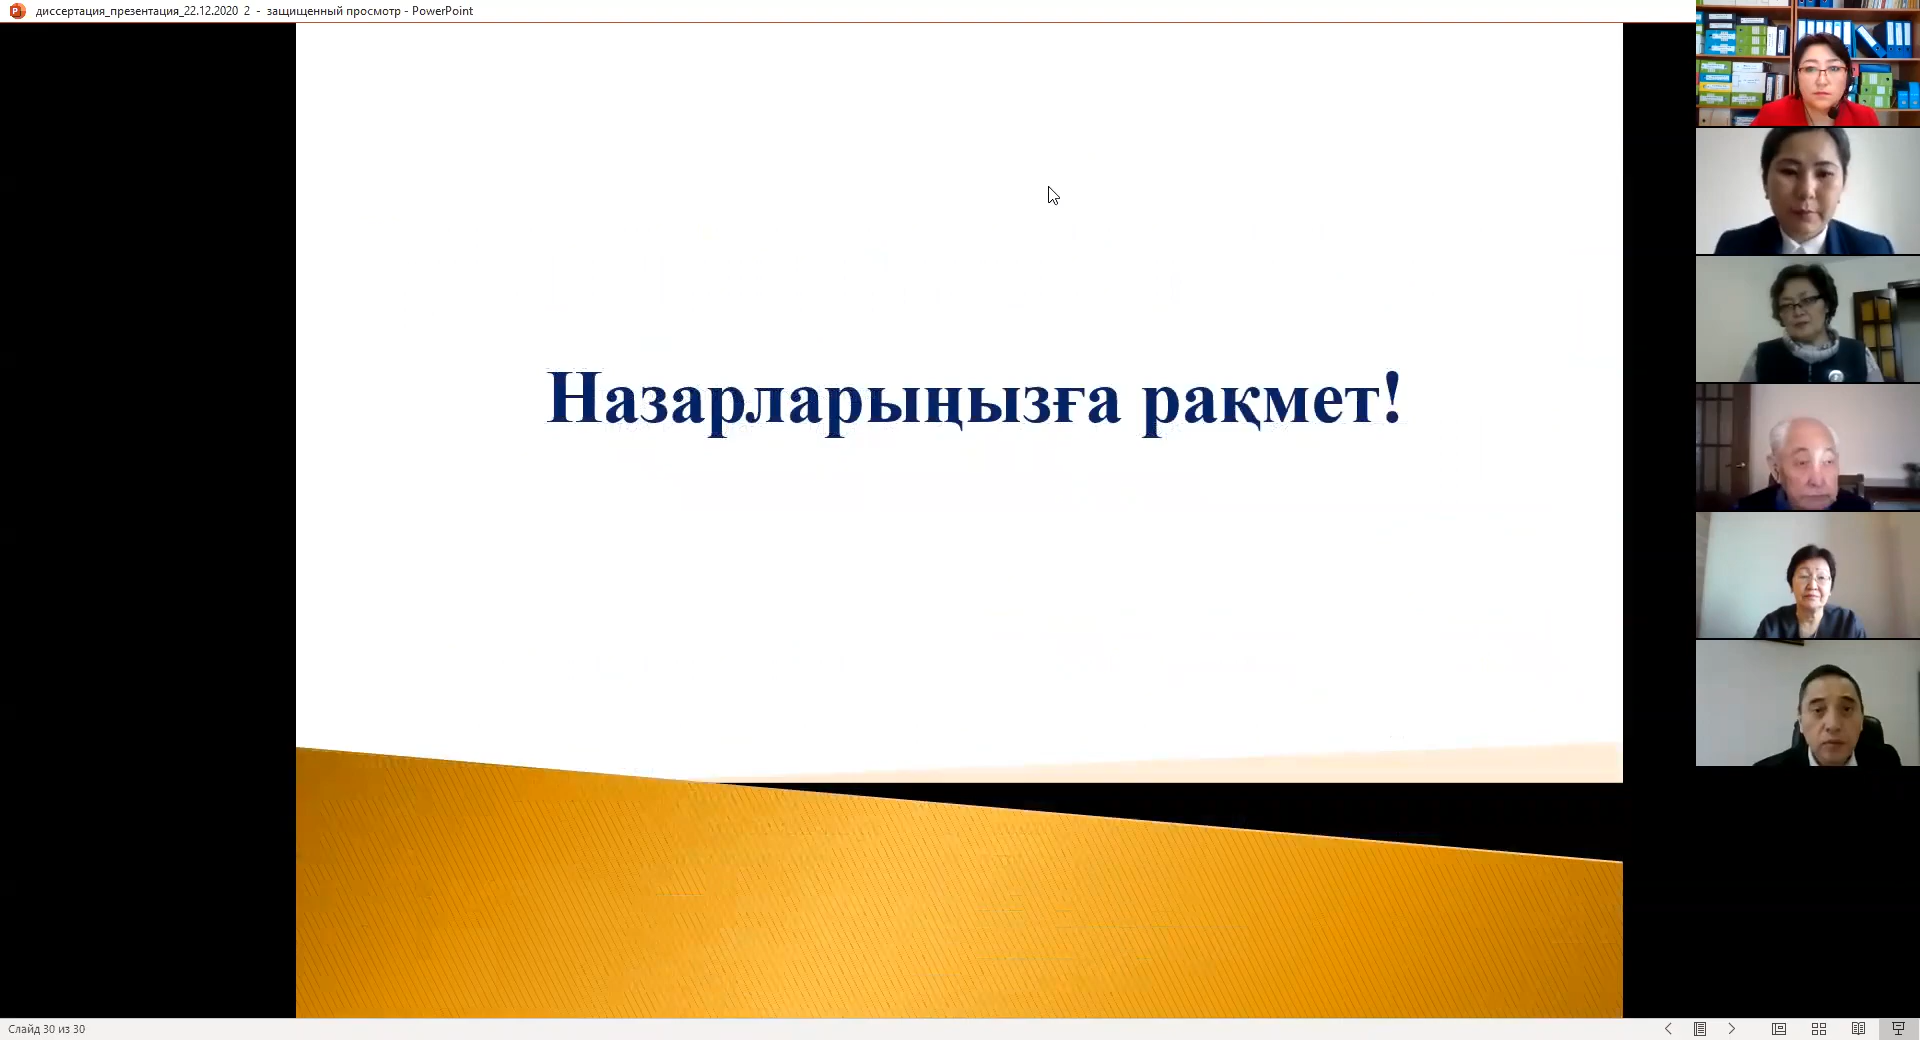 диссертация_презентация_22.12.2020 2 - защищенный просмотр - PowerPoint
Назарларыңызға рақмет!
Слайд 30 из 30